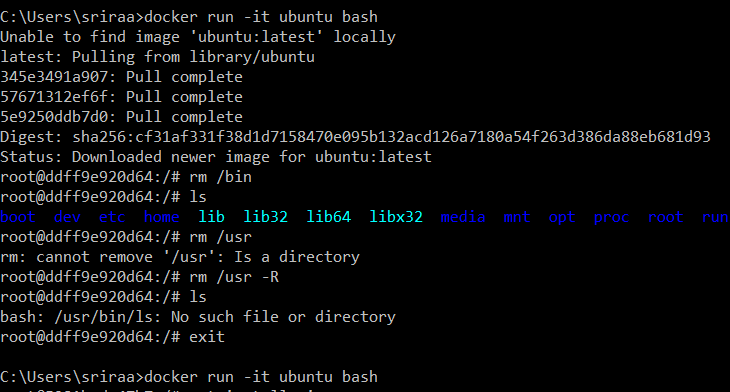 C:\Users\sriraa>docker run -it ubuntu bash
Unable to find image 'ubuntu:latest' locally
latest: Pulling from library/ubuntu
345e3491a907: Pull complete
57671312ef6f: Pull complete
5e9250ddb7d0: Pull complete
Digest: sha256:cf31af331f38d1d7158470e095b132acd126a7180a54f263d386da88eb681d93
Status: Downloaded newer image for ubuntu:latest
root@ddff9e920d64:/# rm /bin
root@ddff9e920d64:/# ls
boot dev etc home lib lib32 lib64 libx32 media mnt opt proc root run
root@ddff9e920d64:/# rm /usr
rm: cannot remove '/usr': Is a directory
root@ddff9e920d64:/# rm /usr -R
root@ddff9e920d64:/# ls
bash: /usr/bin/ls: No such file or directory
root@ddff9e920d64:/# exit
C:\Users\sriraa>docker run -it ubuntu bash